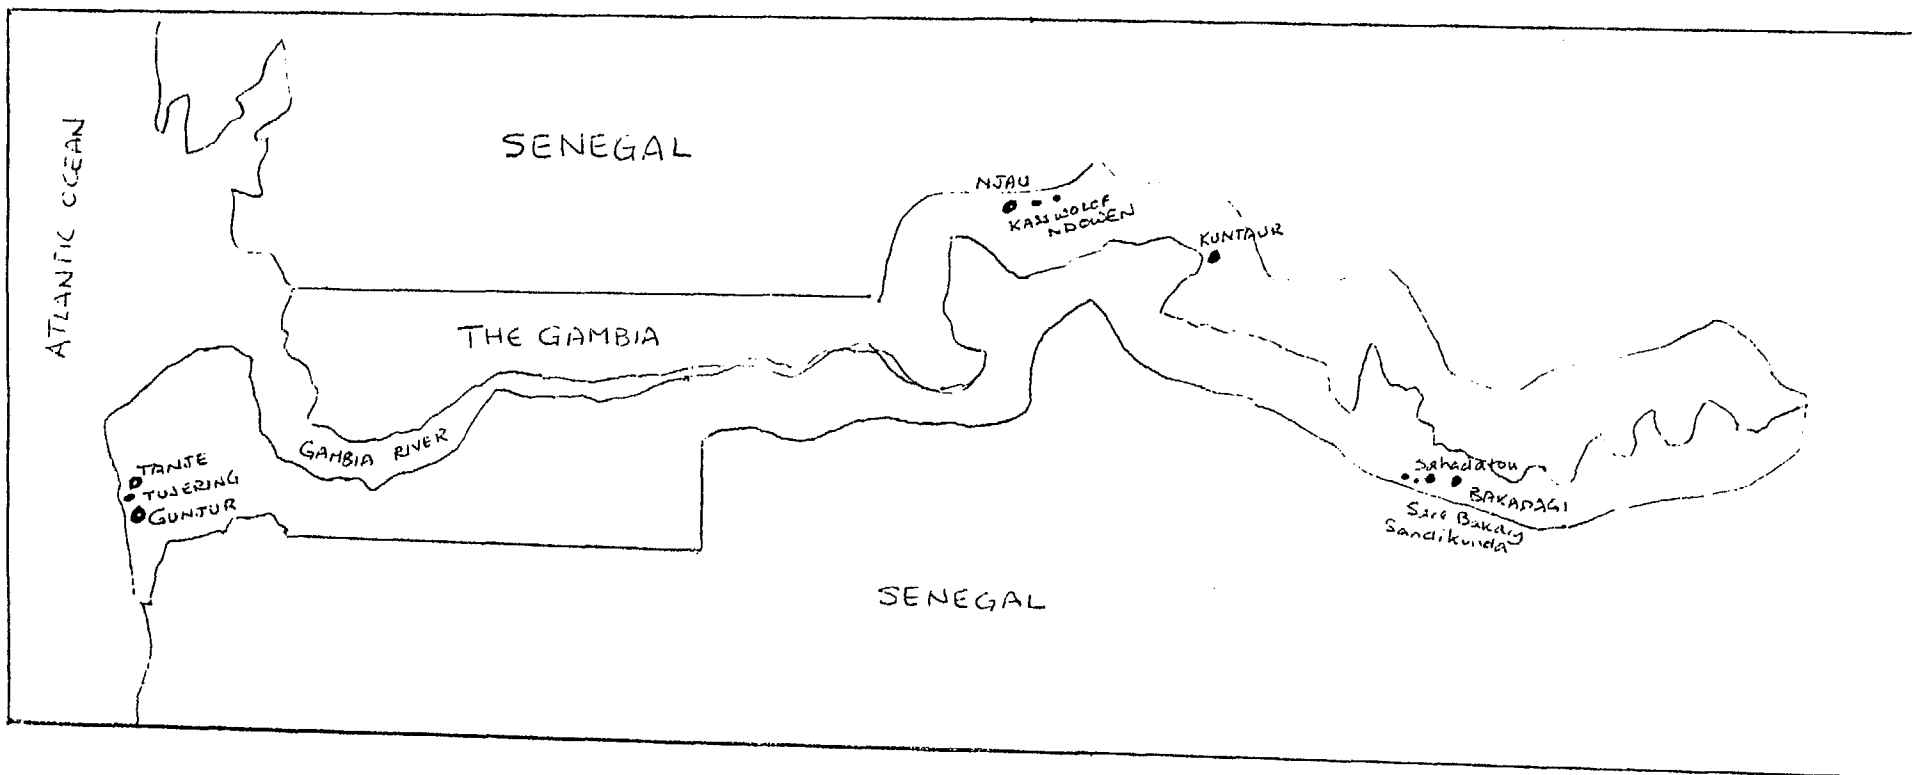 ATLANTIC OCEAN
SENEGAL
NJAU
KASS WOLOF
NDOWEN
KUNTAUR
THE GAMBIA
GAMBIA RIVER
TANJE
TUJERING
GUNJUR
Sahadatou
BAKADAGI
Sare Bakary
Sandikunda
SENEGAL